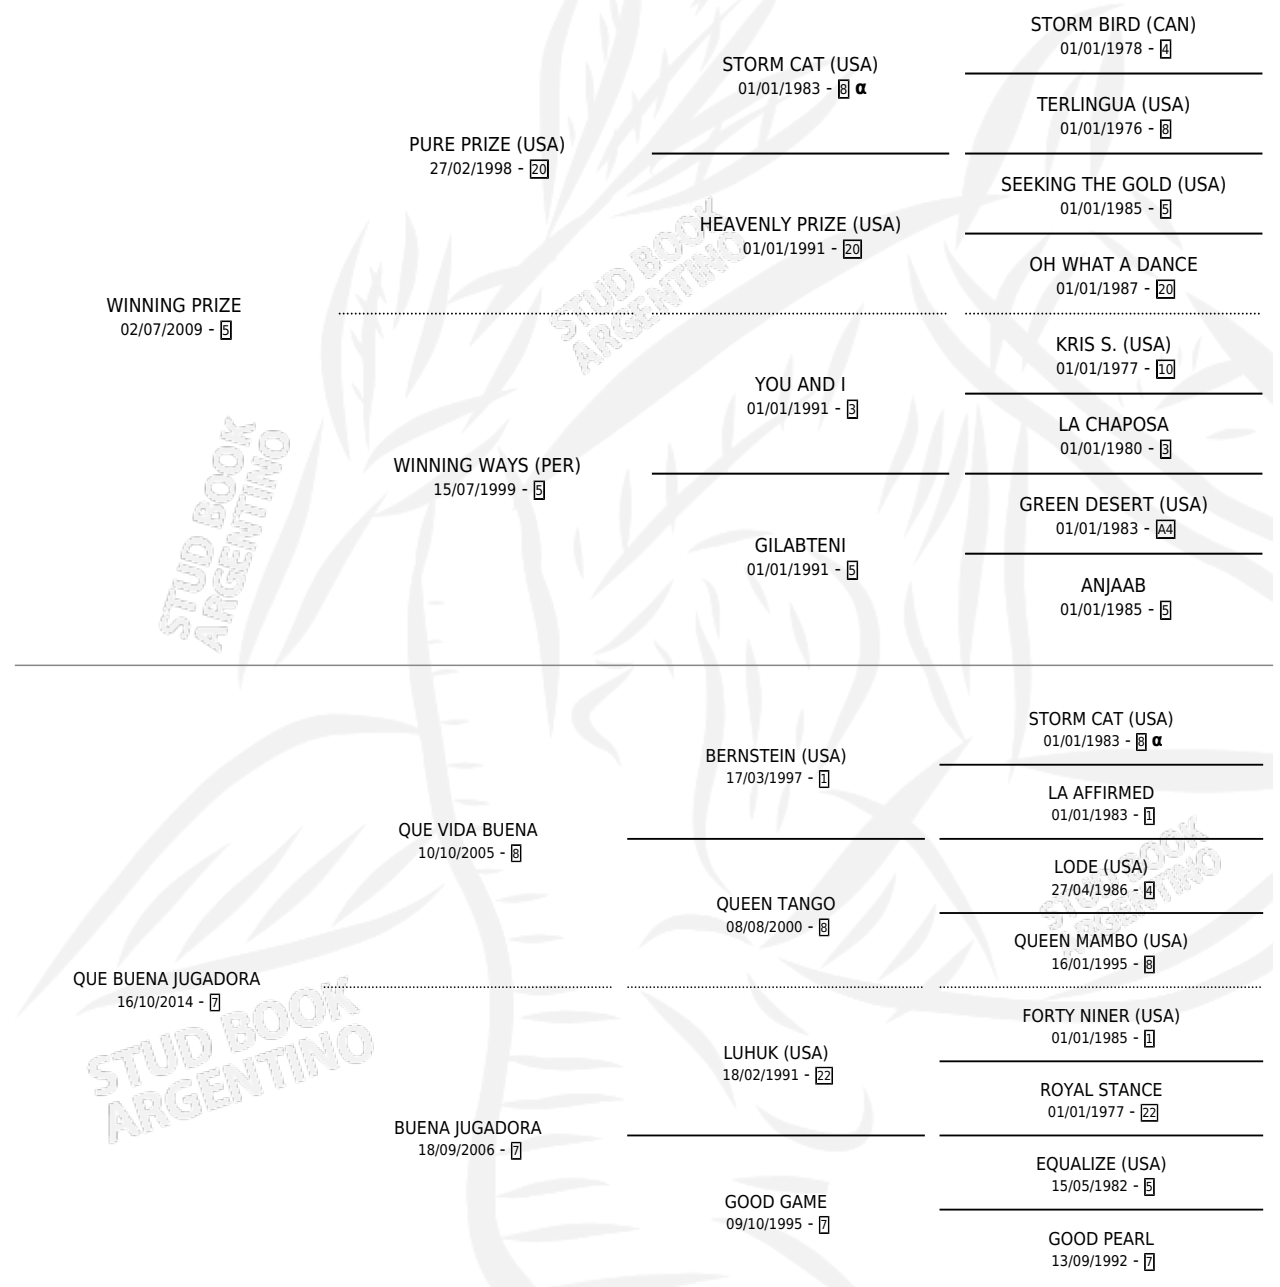 STORM BIRD (CAN)
01/01/1978 - 4
STORM CAT (USA)
01/01/1983 - 8 α
TERLINGUA (USA)
01/01/1976 - 8
PURE PRIZE (USA)
27/02/1998 - 20
SEEKING THE GOLD (USA)
01/01/1985 - 5
HEAVENLY PRIZE (USA)
01/01/1991 - 20
OH WHAT A DANCE
01/01/1987 - 20
WINNING PRIZE
02/07/2009 - 5
KRIS S. (USA)
01/01/1977 - 10
YOU AND I
01/01/1991 - 3
LA CHAPOSA
01/01/1980 - 3
WINNING WAYS (PER)
15/07/1999 - 5
GREEN DESERT (USA)
01/01/1983 - A4
GILABTENI
01/01/1991 - 5
ANJAAB
01/01/1985 - 5
STUD BOOK
ARGENTINO
STUD BOOK
ARGENTINO
STORM CAT (USA)
01/01/1983 - 8 α
BERNSTEIN (USA)
17/03/1997 - 1
LA AFFIRMED
01/01/1983 - 1
QUE VIDA BUENA
10/10/2005 - 8
LODE (USA)
27/04/1986 - 4
QUEEN TANGO
08/08/2000 - 8
QUEEN MAMBO (USA)
16/01/1995 - 8
QUE BUENA JUGADORA
16/10/2014 - 7
FORTY NINER (USA)
01/01/1985 - 1
LUHUK (USA)
18/02/1991 - 22
ROYAL STANCE
01/01/1977 - 22
BUENA JUGADORA
18/09/2006 - 7
EQUALIZE (USA)
15/05/1982 - 5
GOOD GAME
09/10/1995 - 7
GOOD PEARL
13/09/1992 - 7
STUD BOOK
ARGENTINO
STUD BOOK
ARGENTINO